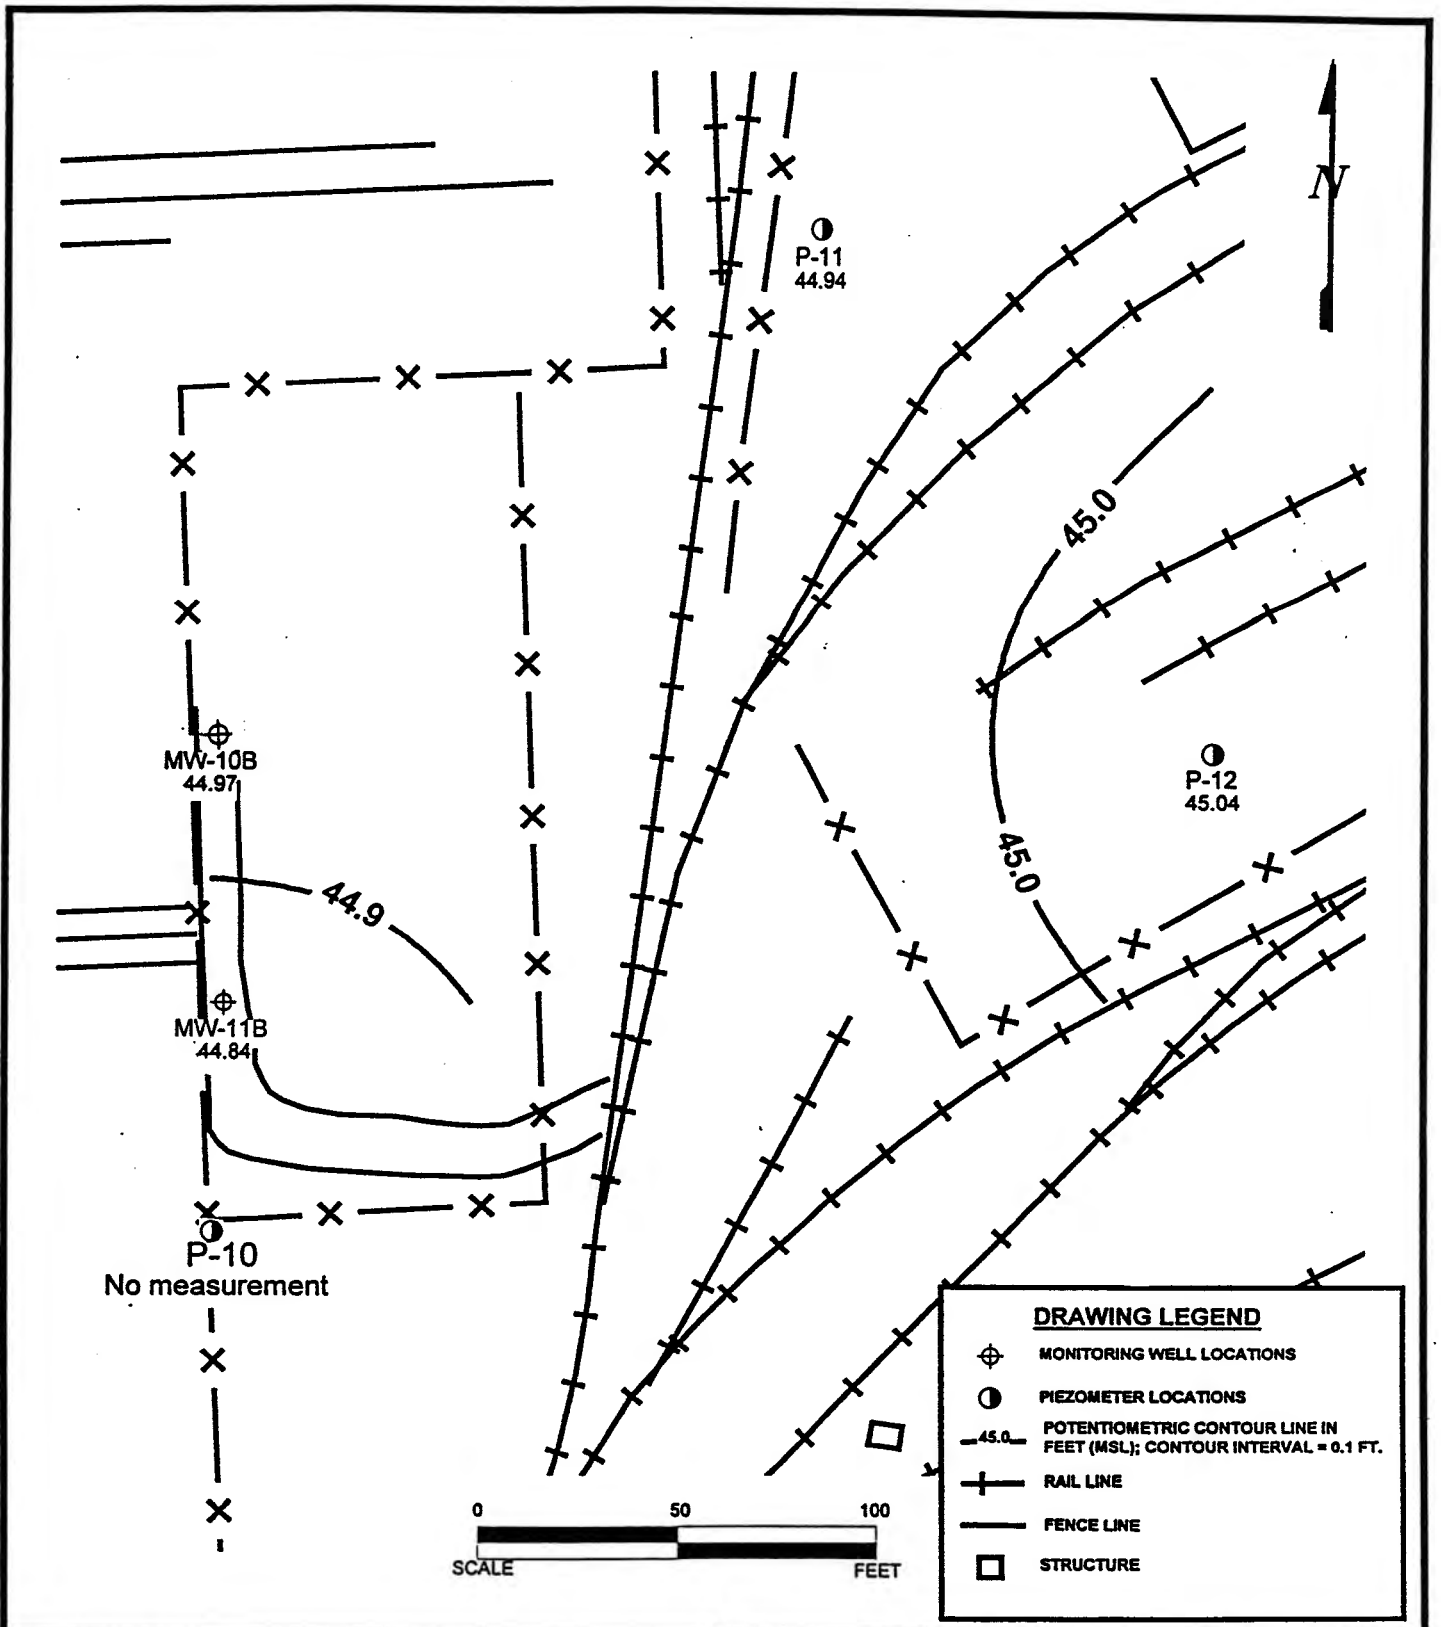 N
P-11
44.94
45.0
MW-10B
44.97
P-12
45.04
45.0
44.9
MW-11B
44.84
P-10
No measurement
DRAWING LEGEND
MONITORING WELL LOCATIONS
PIEZOMETER LOCATIONS
45.0
POTENTIOMETRIC CONTOUR LINE IN
FEET (MSL); CONTOUR INTERVAL = 0.1 FT.
RAIL LINE
FENCE LINE
STRUCTURE
0 50 100
SCALE FEET